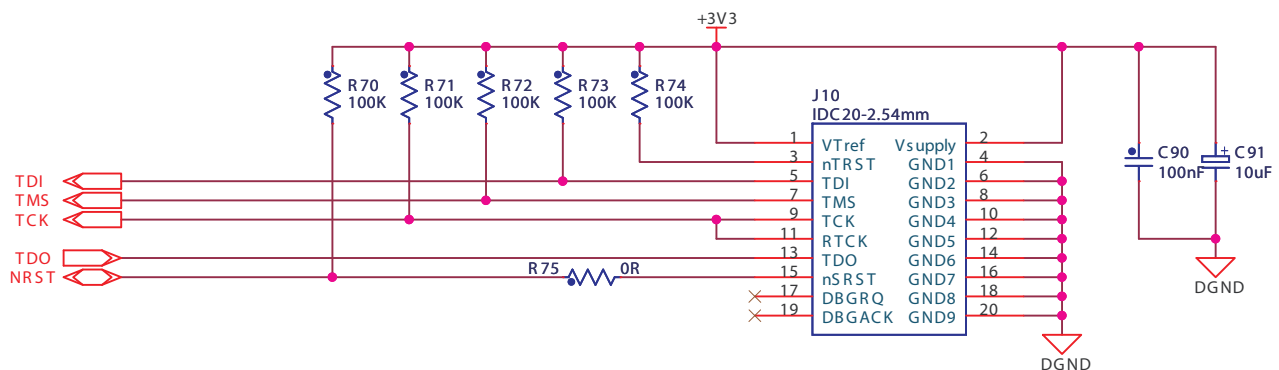 +3V3
R70
100K
R71
100K
R72
100K
R73
100K
R74
100K
J10
IDC20-2.54mm
1 VTref Vsupply 2
3 nTRST GND1 4
5 TDI GND2 6
7 TMS GND3 8
9 TCK GND4 10
11 RTCK GND5 12
13 TDO GND6 14
15 nSRST GND7 16
17 DBGRQ GND8 18
19 DBGACK GND9 20
C90
100nF
C91
10uF
TDI
TMS
TCK
TDO
NRST
R75 0R
DGND
DGND